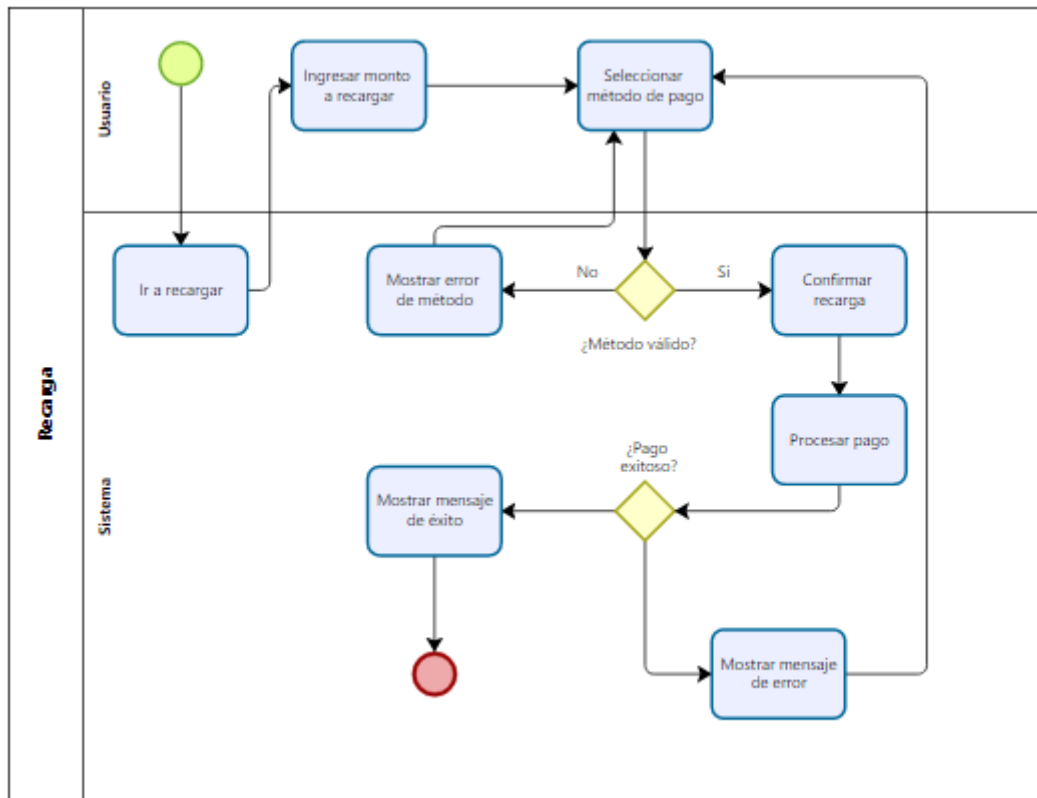 Recarga
Usuario
Ingresar monto
a recargar
Seleccionar
método de pago
Sistema
Ir a recargar
Mostrar error
de método
No
Si
¿Método válido?
Confirmar
recarga
Procesar pago
¿Pago
exitoso?
Mostrar mensaje
de éxito
Mostrar mensaje
de error